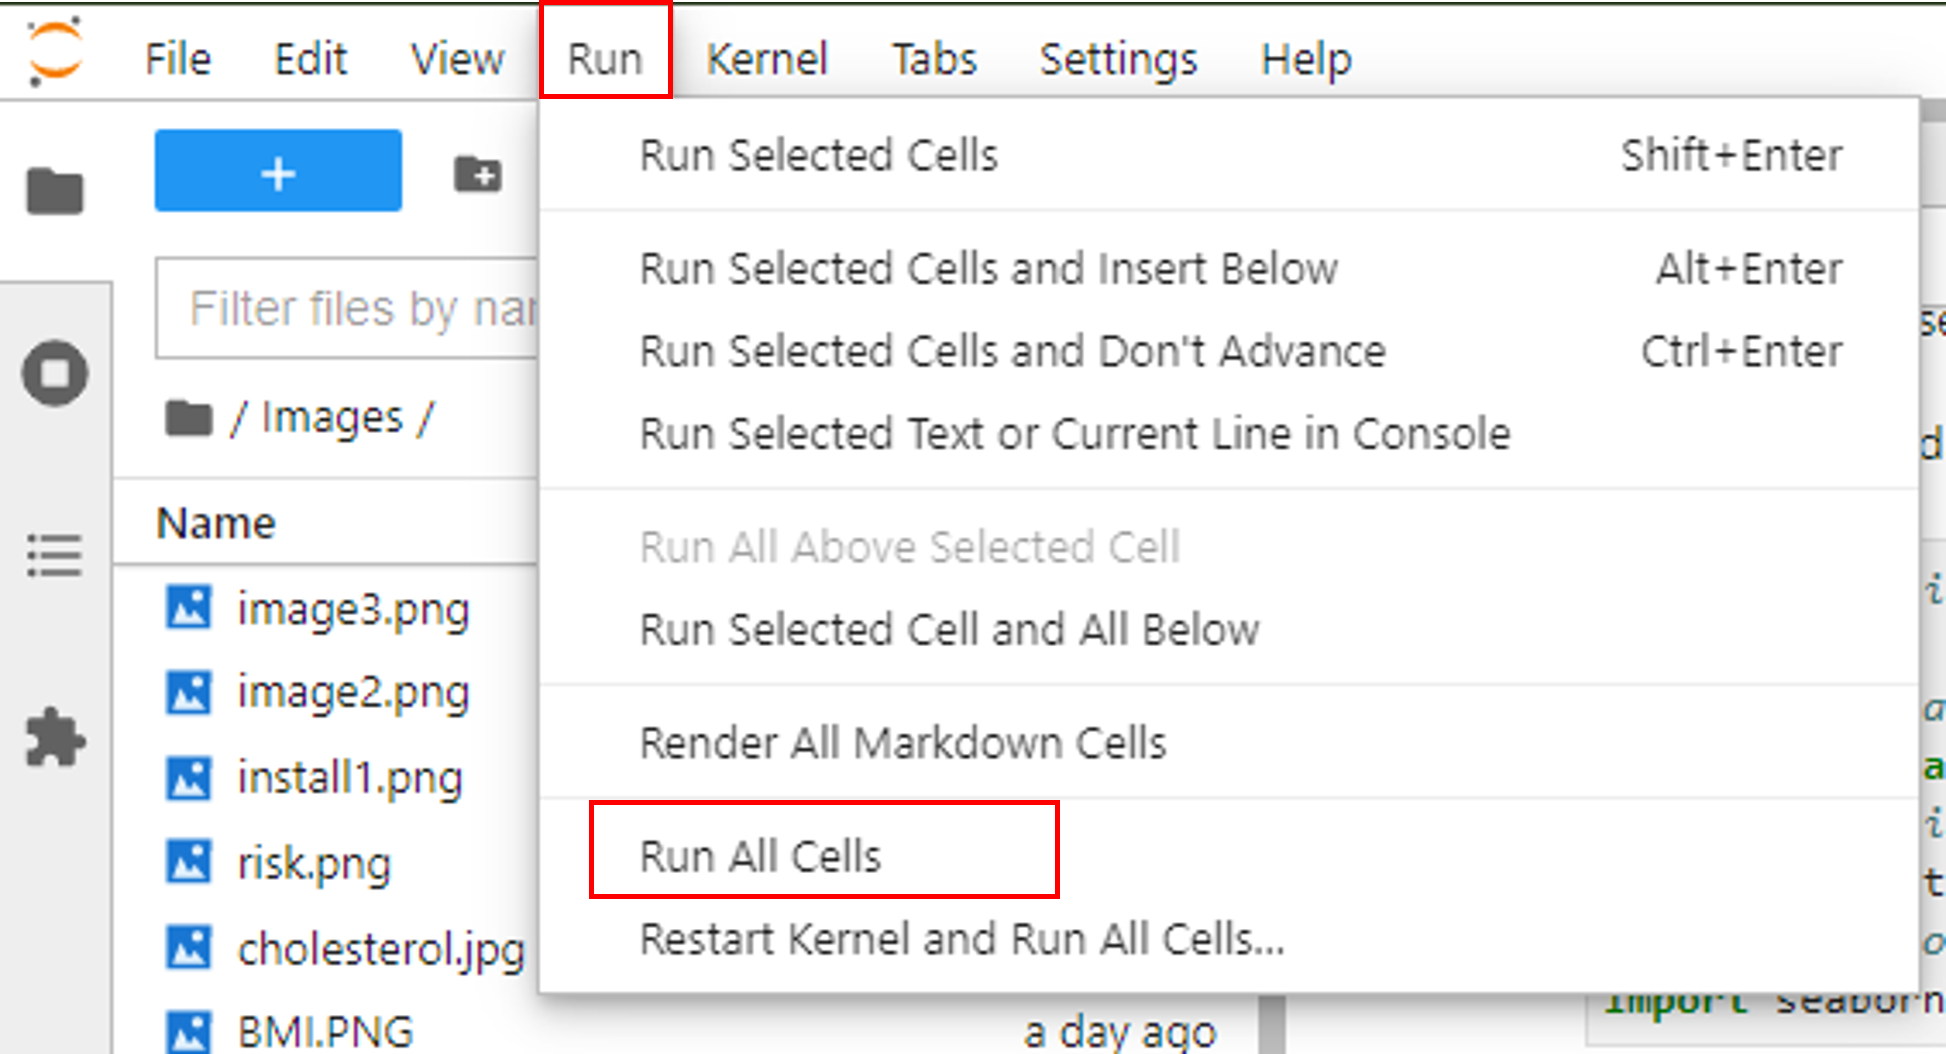 File Edit View Run Kernel Tabs Settings Help
Run Selected Cells Shift+Enter
Run Selected Cells and Insert Below Alt+Enter
Run Selected Cells and Don't Advance Ctrl+Enter
Run Selected Text or Current Line in Console
Run All Above Selected Cell
Run Selected Cell and All Below
Render All Markdown Cells
Run All Cells
Restart Kernel and Run All Cells...
+
Filter files by
/ Images /
Name
image3.png
image2.png
install1.png
risk.png
cholesterol.jpg
BMI.PNG a day ago
import seaborn